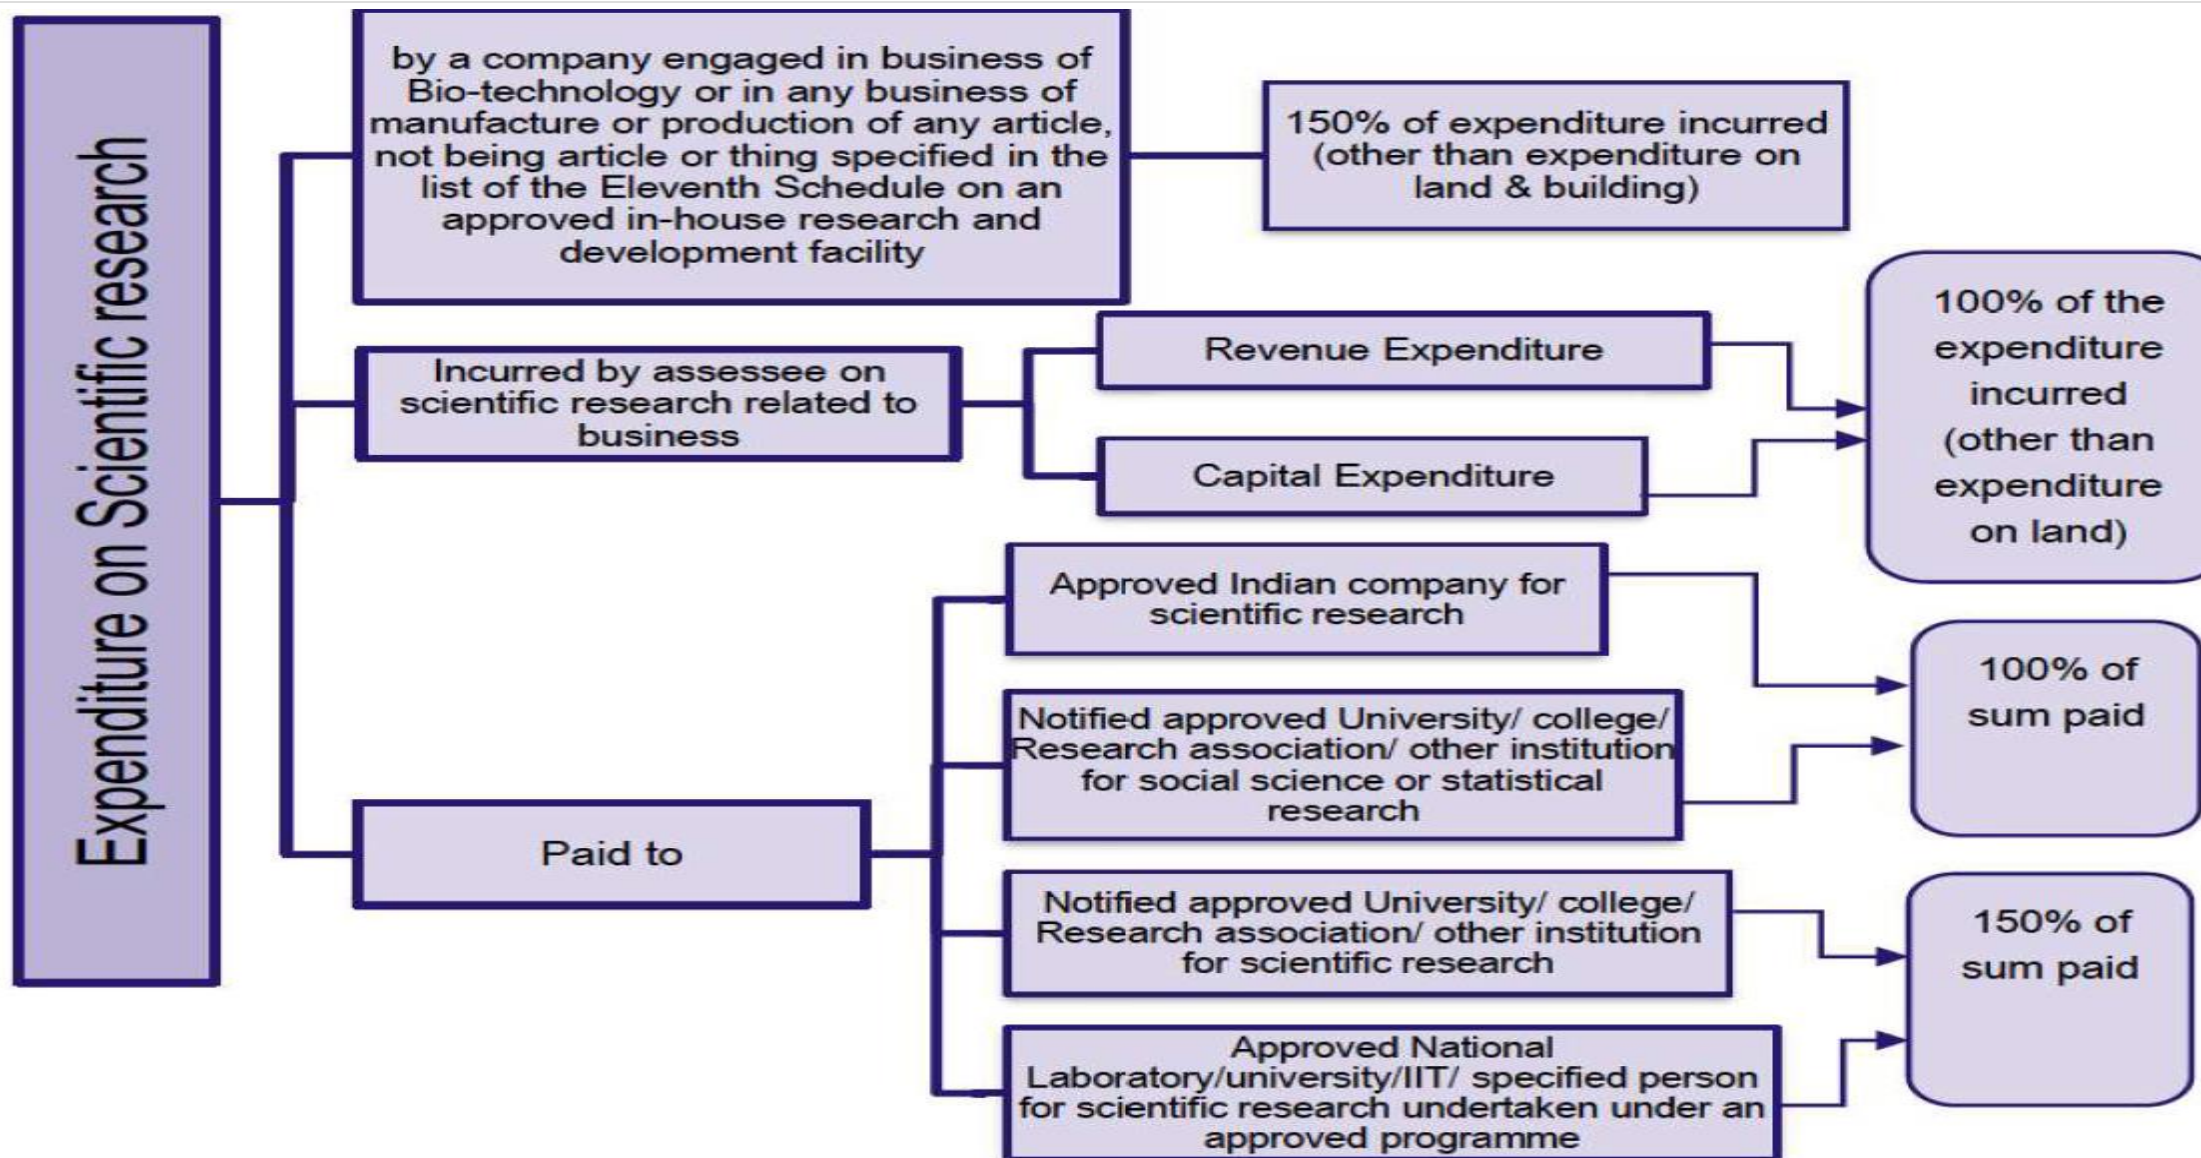 Expenditure on Scientific research
by a company engaged in business of
Bio-technology or in any business of
manufacture or production of any article,
not being article or thing specified in the
list of the Eleventh Schedule on an
approved in-house research and
development facility
150% of expenditure incurred
(other than expenditure on
land & building)
Incurred by assessee on
scientific research related to
business
Revenue Expenditure
Capital Expenditure
100% of the
expenditure
incurred
(other than
expenditure
on land)
Paid to
Approved Indian company for
scientific research
Notified approved University/ college/
Research association/ other institution
for social science or statistical
research
100% of
sum paid
Notified approved University/ college/
Research association/ other institution
for scientific research
Approved National
Laboratory/university/IIT/ specified person
for scientific research undertaken under an
approved programme
150% of
sum paid